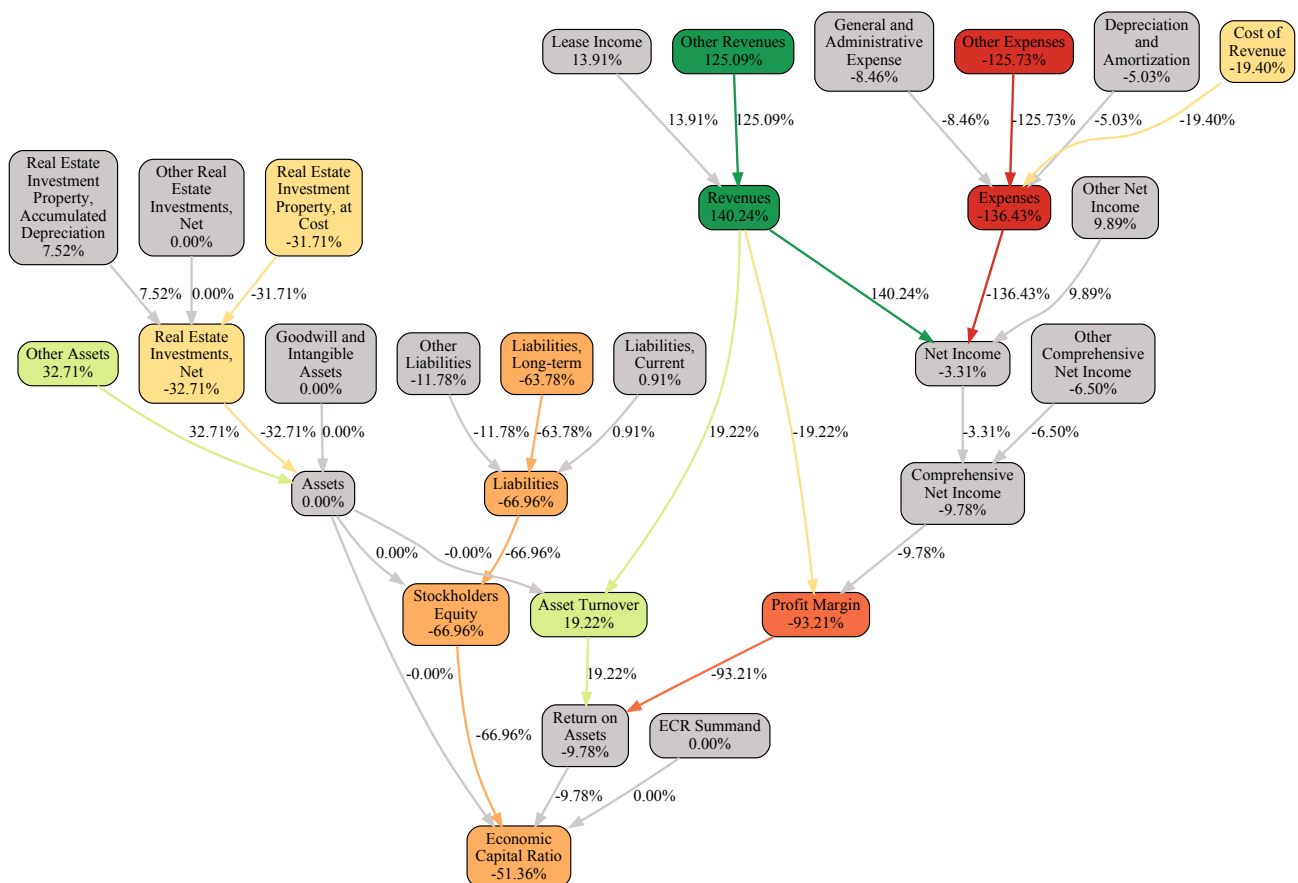 Lease Income
13.91%
Other Revenues
125.09%
General and
Administrative
Expense
-8.46%
Other Expenses
-125.73%
Depreciation
and
Amortization
-5.03%
Cost of
Revenue
-19.40%
13.91%
125.09%
-8.46%
-125.73%
-5.03%
-19.40%
Real Estate
Investment
Property,
Accumulated
Depreciation
7.52%
Other Real
Estate
Investments,
Net
0.00%
Real Estate
Investment
Property, at
Cost
-31.71%
Revenues
140.24%
Expenses
-136.43%
Other Net
Income
9.89%
7.52%
0.00%
-31.71%
140.24%
-136.43%
9.89%
Other Assets
32.71%
Real Estate
Investments,
Net
-32.71%
Goodwill and
Intangible
Assets
0.00%
Other
Liabilities
-11.78%
Liabilities,
Long-term
-63.78%
Liabilities,
Current
0.91%
Net Income
-3.31%
Other
Comprehensive
Net Income
-6.50%
32.71%
-32.71%
0.00%
-11.78%
-63.78%
0.91%
19.22%
-19.22%
-3.31%
-6.50%
Assets
0.00%
Liabilities
-66.96%
Comprehensive
Net Income
-9.78%
0.00%
-0.00%
-66.96%
-9.78%
Stockholders
Equity
-66.96%
Asset Turnover
19.22%
Profit Margin
-93.21%
-0.00%
19.22%
-93.21%
Return on
Assets
-9.78%
ECR Summand
0.00%
-66.96%
-9.78%
0.00%
Economic
Capital Ratio
-51.36%